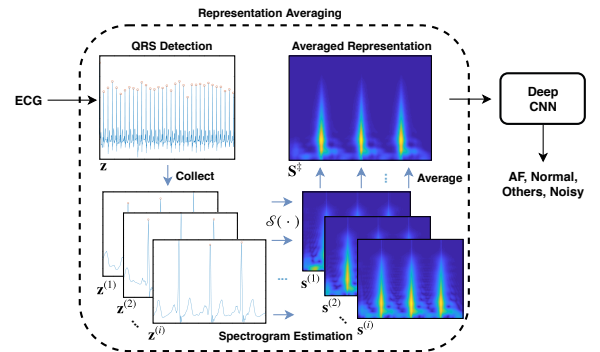 Representation Averaging
QRS Detection
Averaged Representation
ECG
Deep
CNN
z
S‡
Collect
Average
AF, Normal,
Others, Noisy
𝒮(·)
...
z(1)
z(2)
...
z(i)
...
s(1)
s(2)
...
s(i)
Spectrogram Estimation